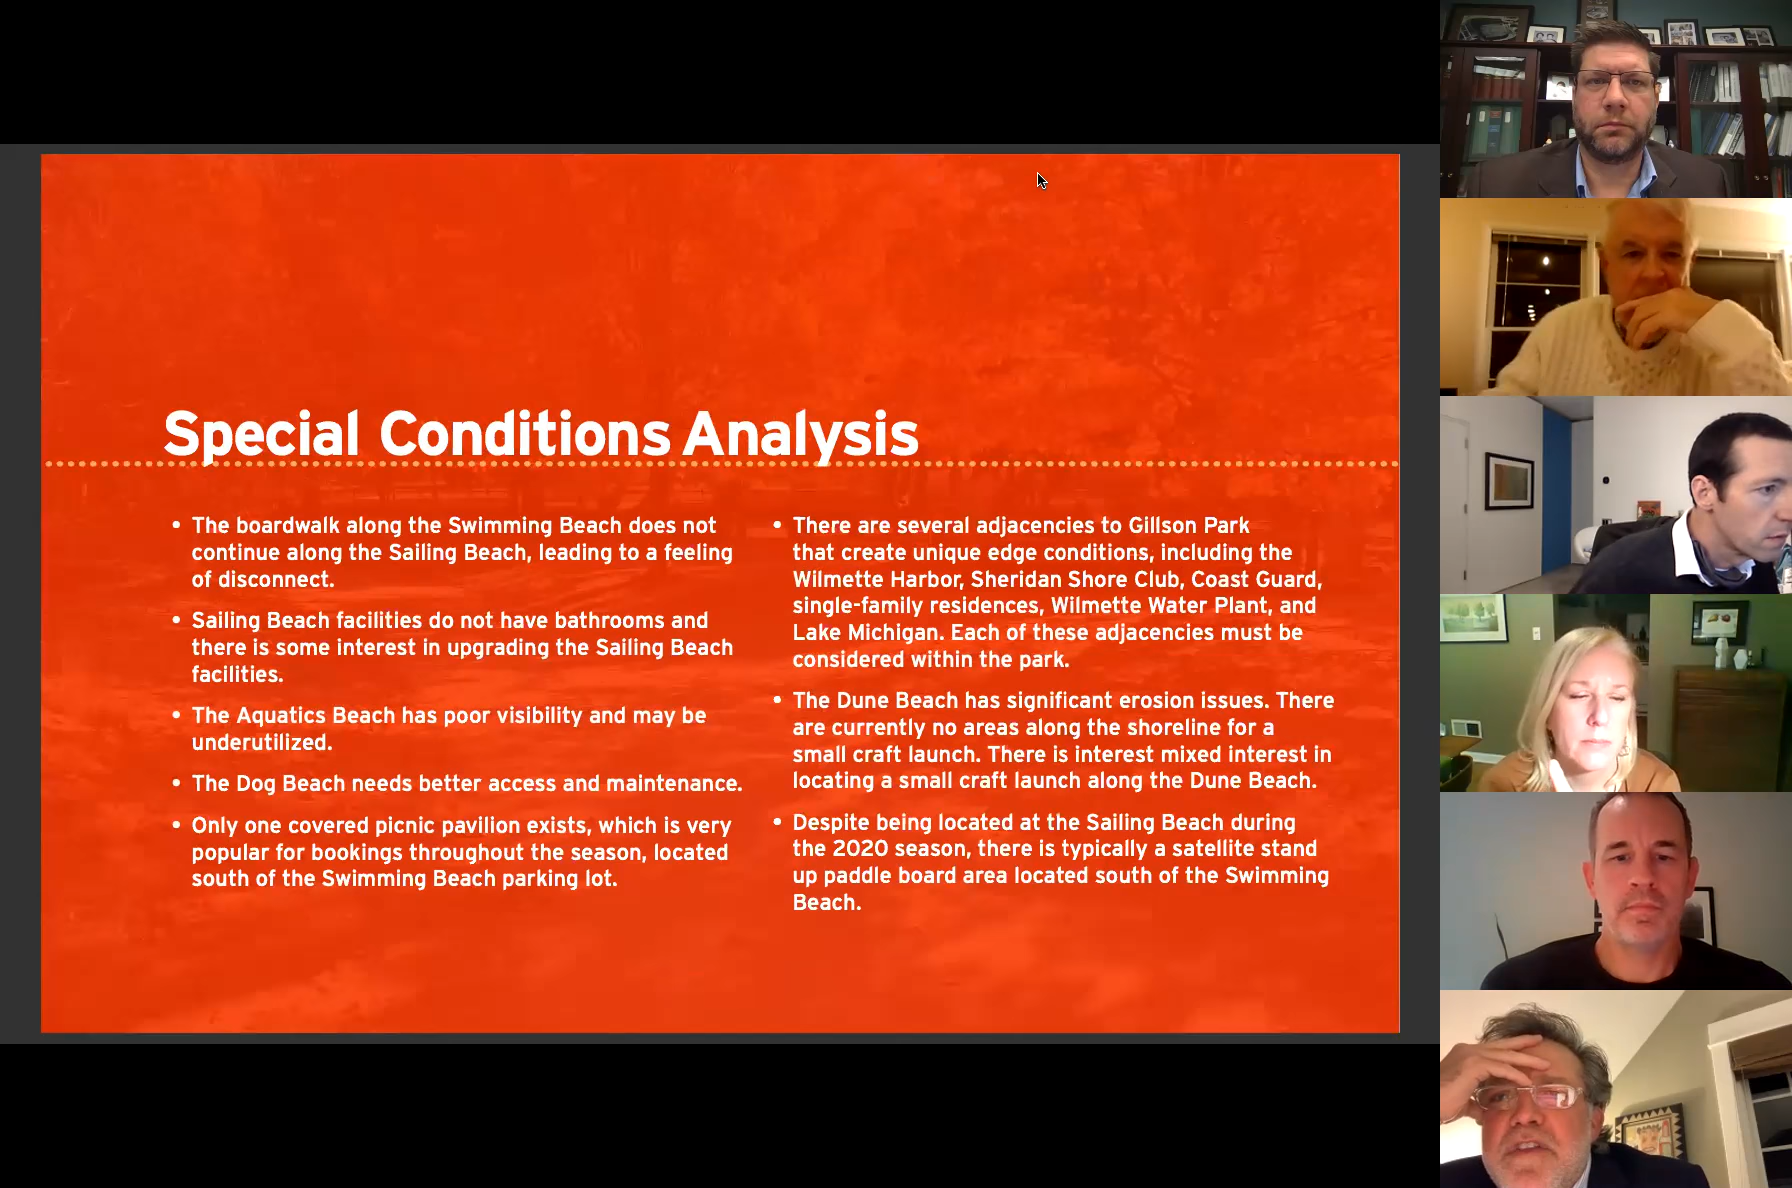 Special Conditions Analysis
• The boardwalk along the Swimming Beach does not
continue along the Sailing Beach, leading to a feeling
of disconnect.
• Sailing Beach facilities do not have bathrooms and
there is some interest in upgrading the Sailing Beach
facilities.
• The Aquatics Beach has poor visibility and may be
underutilized.
• The Dog Beach needs better access and maintenance.
• Only one covered picnic pavilion exists, which is very
popular for bookings throughout the season, located
south of the Swimming Beach parking lot.
• There are several adjacencies to Gillson Park
that create unique edge conditions, including the
Wilmette Harbor, Sheridan Shore Club, Coast Guard,
single-family residences, Wilmette Water Plant, and
Lake Michigan. Each of these adjacencies must be
considered within the park.
• The Dune Beach has significant erosion issues. There
are currently no areas along the shoreline for a
small craft launch. There is interest mixed interest in
locating a small craft launch along the Dune Beach.
• Despite being located at the Sailing Beach during
the 2020 season, there is typically a satellite stand
up paddle board area located south of the Swimming
Beach.